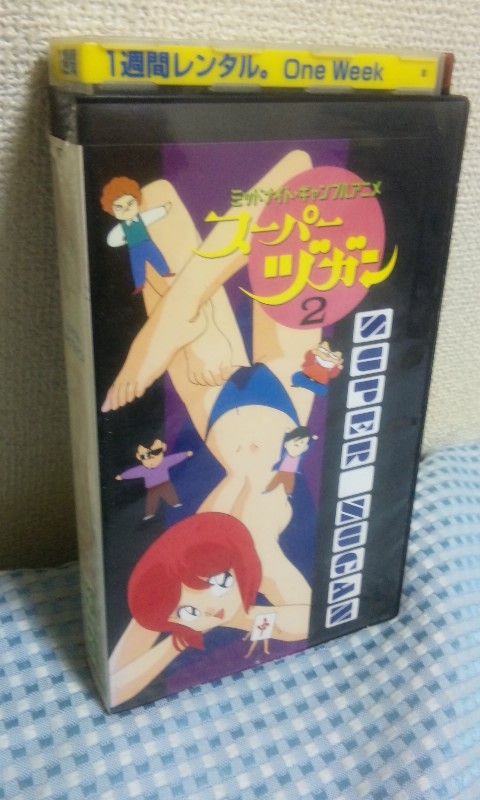 1週間レンタル。 One Week
ミッドナイト・ギャンブルアニメ
スーパー
ヅガン
2
SUPER ZUGAN
中